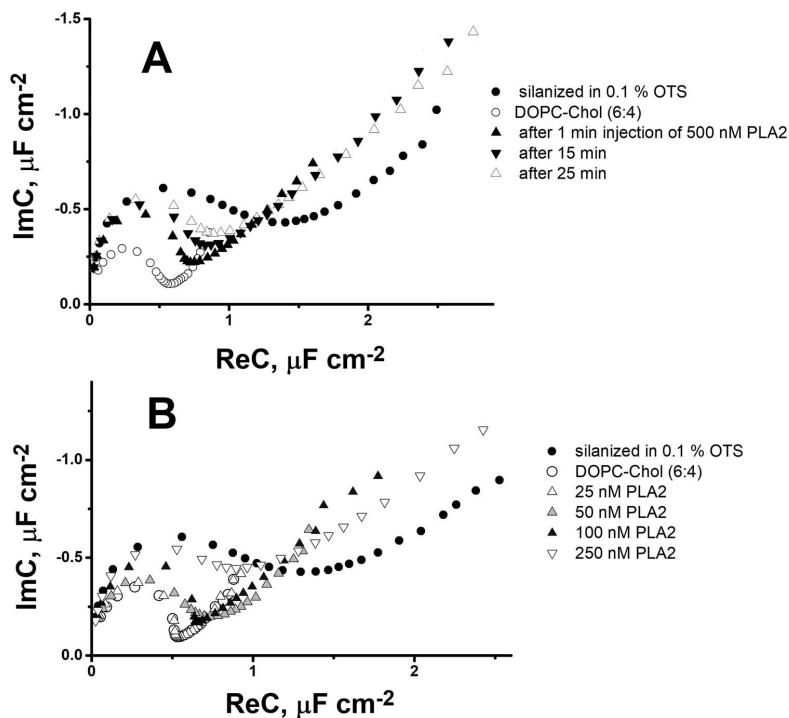 A
-1.5
-1.0
-0.5
0.0
ImC, μF cm-2
0
1
2
ReC, μF cm-2
silanized in 0.1 % OTS
DOPC-Chol (6:4)
after 1 min injection of 500 nM PLA2
after 15 min
after 25 min
B
-1.0
-0.5
0.0
ImC, μF cm-2
0
1
2
ReC, μF cm-2
silanized in 0.1 % OTS
DOPC-Chol (6:4)
25 nM PLA2
50 nM PLA2
100 nM PLA2
250 nM PLA2